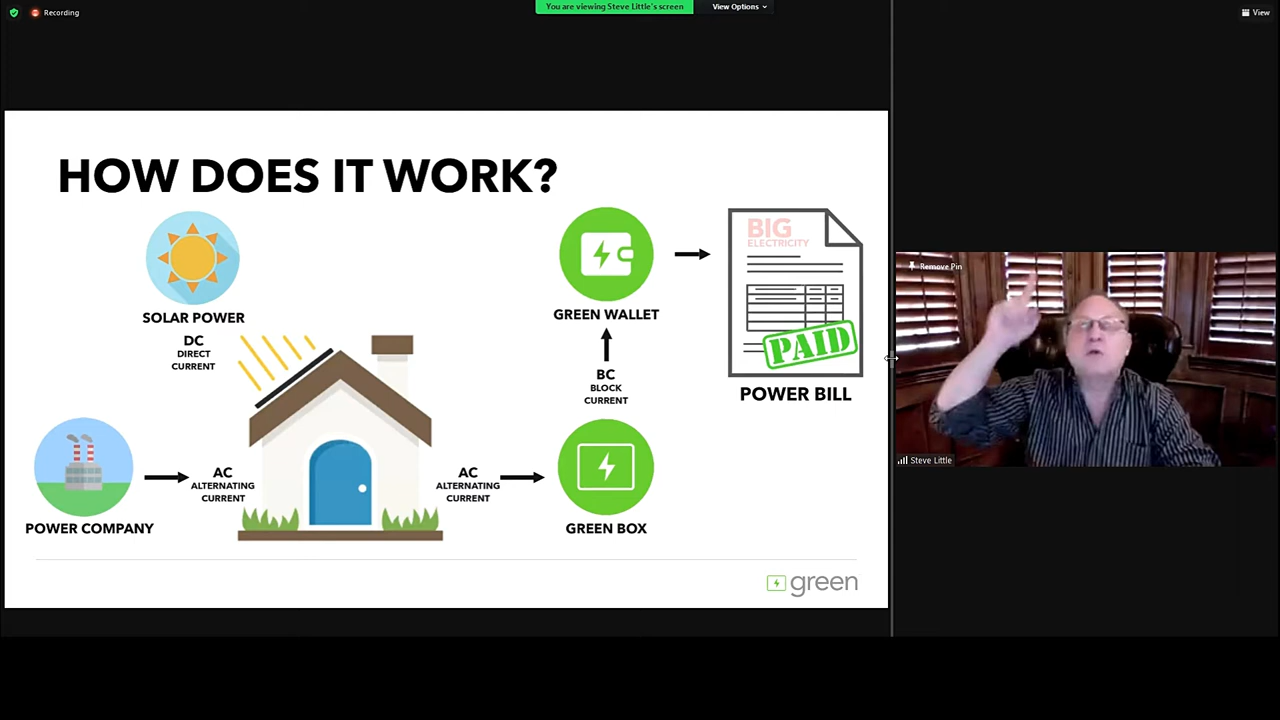 Recording
You are viewing Steve Little's screen
View Options
View
HOW DOES IT WORK?
SOLAR POWER
DC
DIRECT
CURRENT
POWER COMPANY
AC
ALTERNATING
CURRENT
AC
ALTERNATING
CURRENT
GREEN BOX
BC
BLOCK
CURRENT
GREEN WALLET
BIG
ELECTRICITY
PAID
POWER BILL
green
Remove Pin
Steve Little